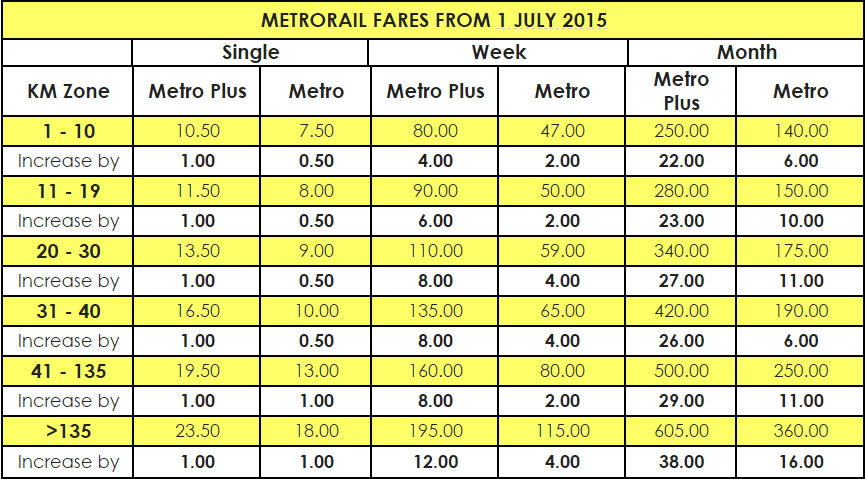 METRORAIL FARES FROM 1 JULY 2015
Single Week Month
KM Zone Metro Plus Metro Metro Plus Metro Metro Plus Metro
1 - 10 10.50 7.50 80.00 47.00 250.00 140.00
Increase by 1.00 0.50 4.00 2.00 22.00 6.00
11 - 19 11.50 8.00 90.00 50.00 280.00 150.00
Increase by 1.00 0.50 6.00 2.00 23.00 10.00
20 - 30 13.50 9.00 110.00 59.00 340.00 175.00
Increase by 1.00 0.50 8.00 4.00 27.00 11.00
31 - 40 16.50 10.00 135.00 65.00 420.00 190.00
Increase by 1.00 0.50 8.00 4.00 26.00 6.00
41 - 135 19.50 13.00 160.00 80.00 500.00 250.00
Increase by 1.00 1.00 8.00 2.00 29.00 11.00
>135 23.50 18.00 195.00 115.00 605.00 360.00
Increase by 1.00 1.00 12.00 4.00 38.00 16.00